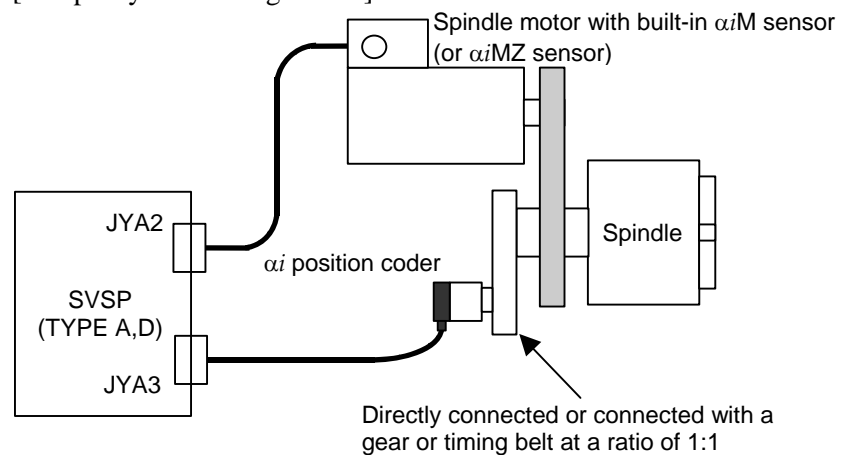 Spindle motor with built-in αiM sensor
(or αiMZ sensor)
JYA2
αi position coder
Spindle
SVSP
(TYPE A,D)
JYA3
Directly connected or connected with a
gear or timing belt at a ratio of 1:1